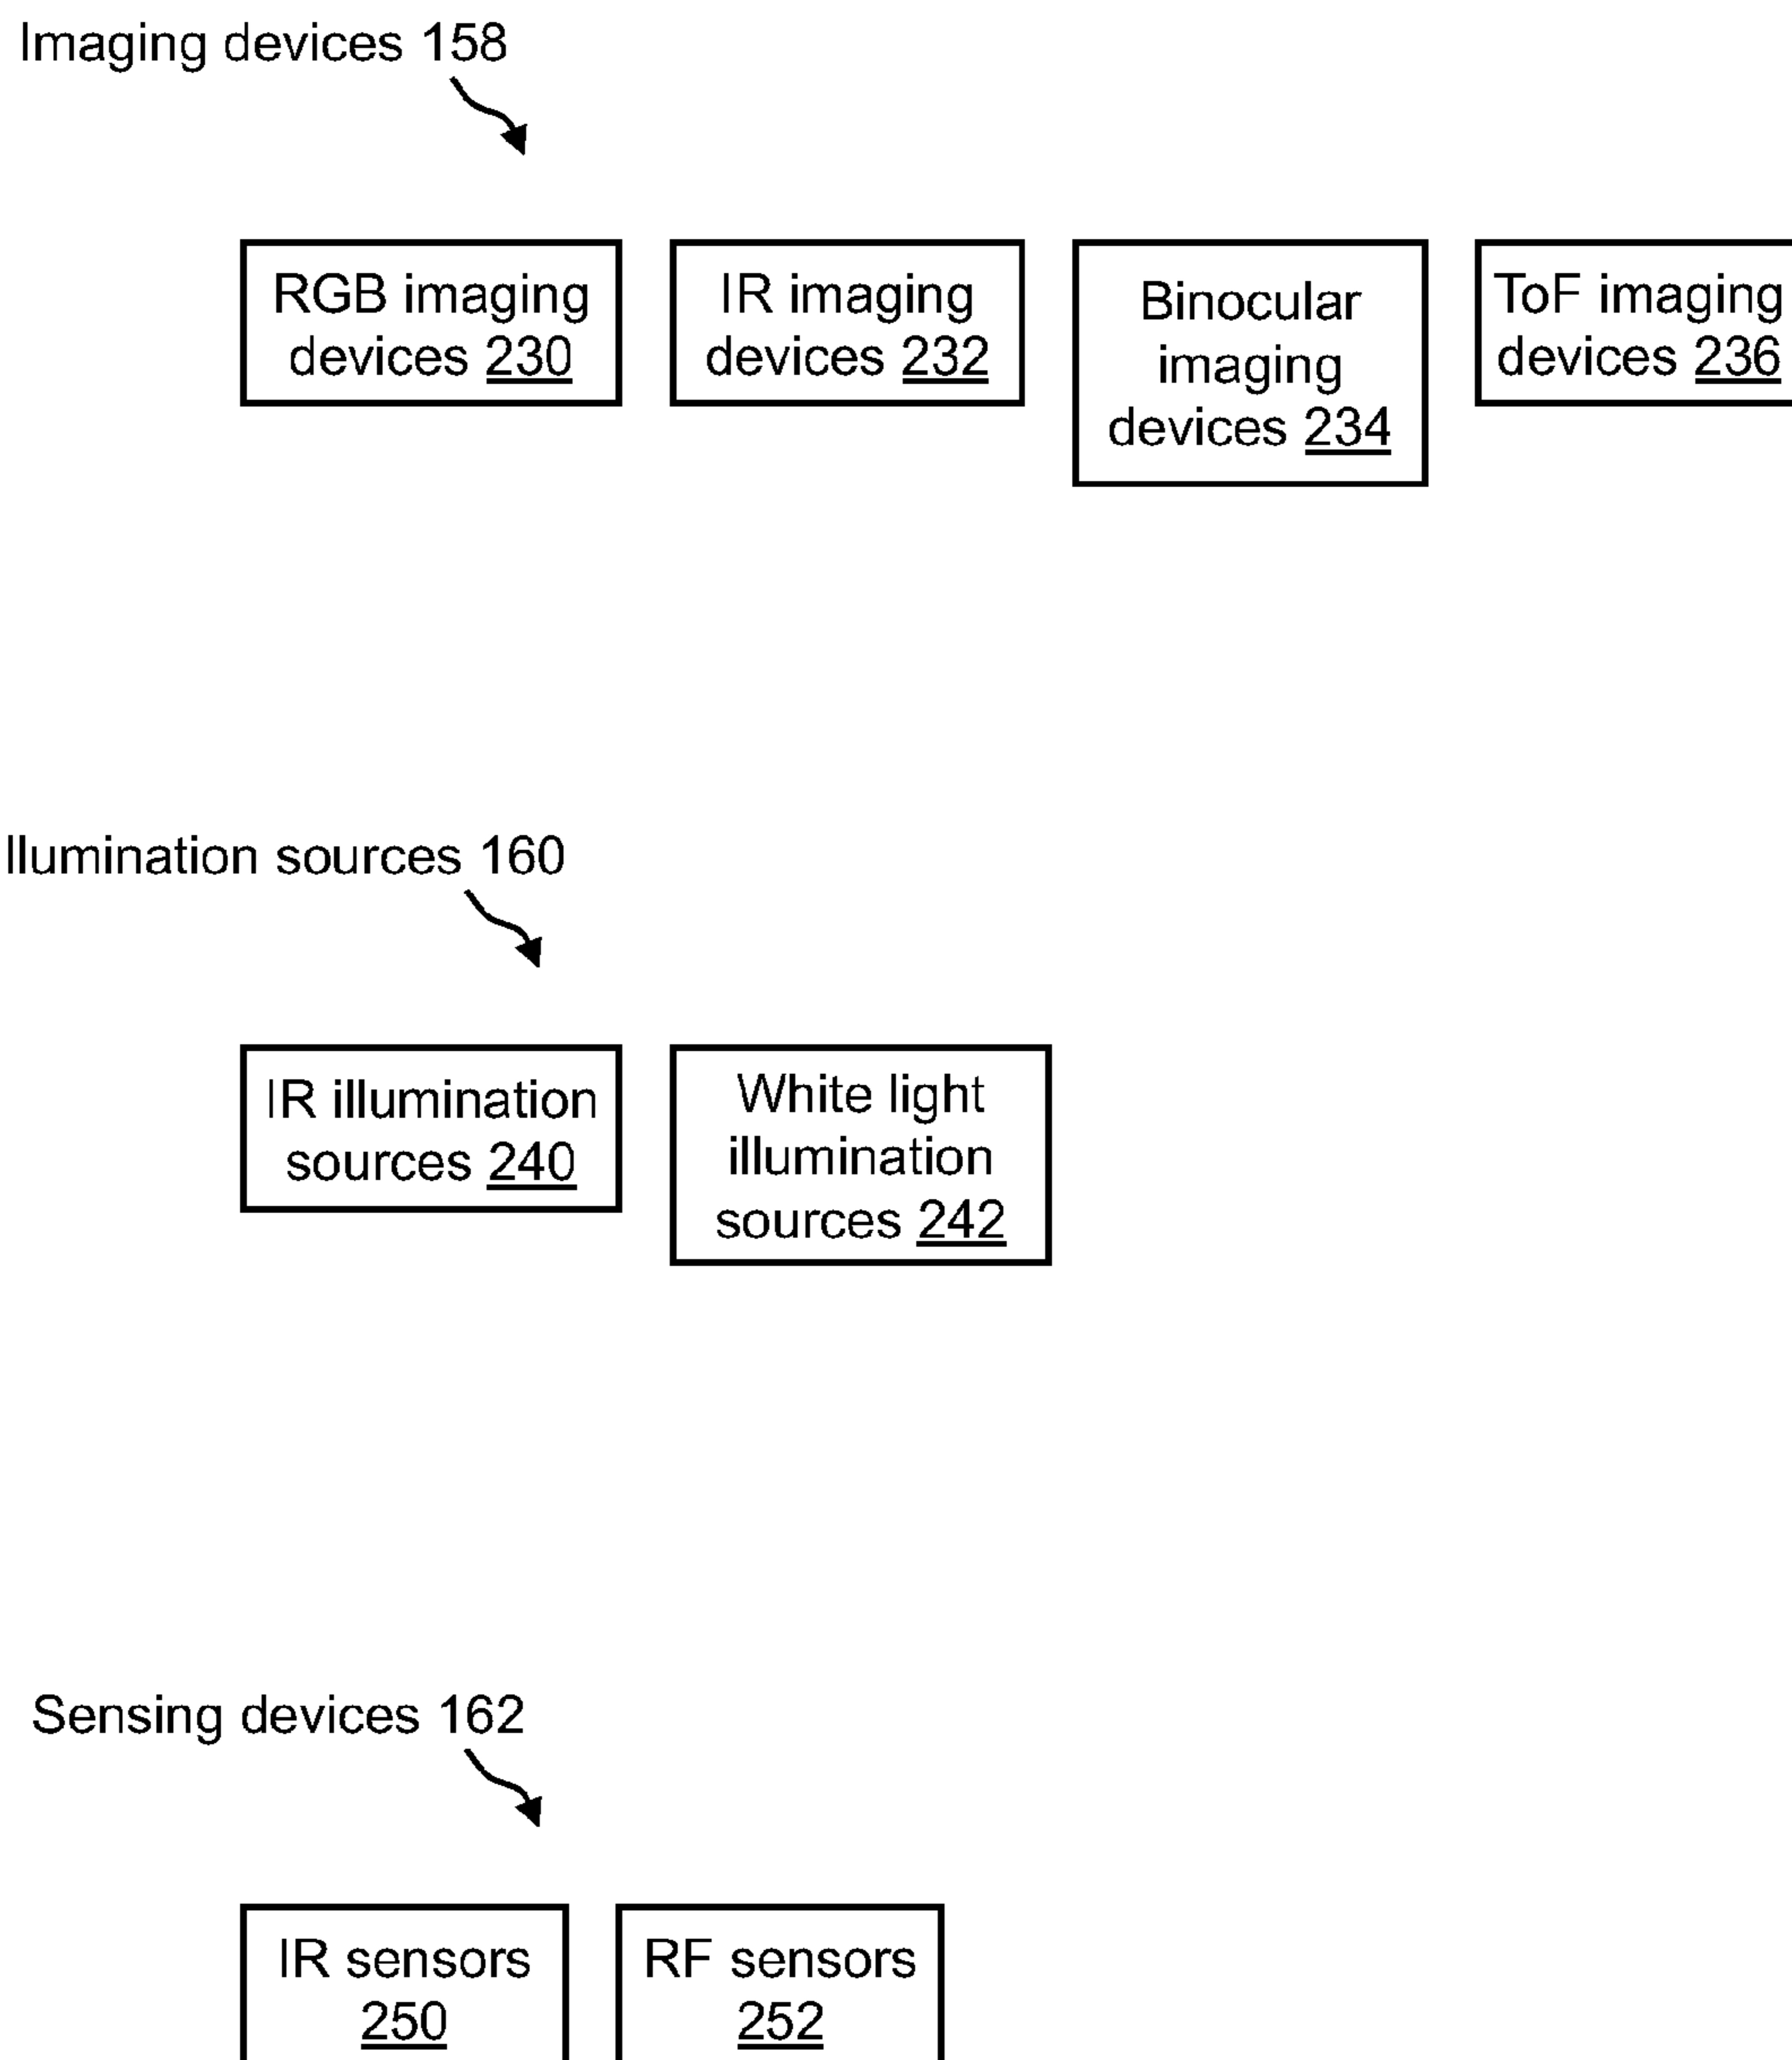 Imaging devices 158
RGB imaging
devices 230
IR imaging
devices 232
Binocular
imaging
devices 234
ToF imaging
devices 236
Illumination sources 160
IR illumination
sources 240
White light
illumination
sources 242
Sensing devices 162
IR sensors
250
RF sensors
252